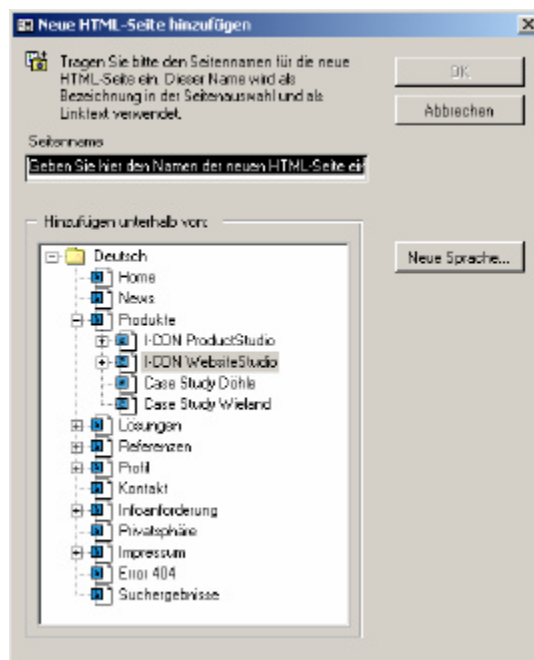 Neue HTML-Seite hinzufügen
Tragen Sie bitte den Seitennamen für die neue
HTML-Seite ein. Dieser Name wird als
Bezeichnung in der Seitenauswahl und als
Linktext verwendet.
OK
Abbrechen
Seitenname
Geben Sie hier den Namen der neuen HTML-Seite ein
Hinzufügen unterhalb von:
Neue Sprache...
Deutsch
Home
News
Produkte
I-CON ProductStudio
I-CON WebsiteStudio
Case Study Döhle
Case Study Wieland
Lösungen
Referenzen
Profil
Kontakt
Infoanforderung
Privatsphäre
Impressum
Error 404
Suchergebnisse